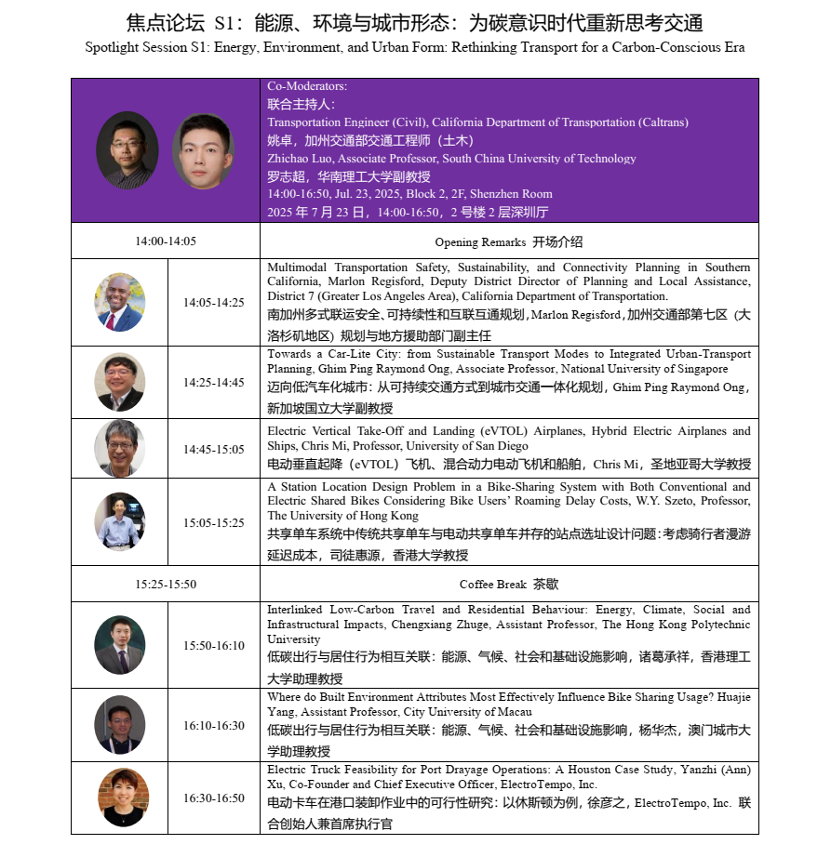 焦点论坛 S1：能源、环境与城市形态：为碳意识时代重新思考交通
Spotlight Session S1: Energy, Environment, and Urban Form: Rethinking Transport for a Carbon-Conscious Era
Co-Moderators:
联合主持人：
Transportation Engineer (Civil), California Department of Transportation (Caltrans)
姚卓，加州交通部交通工程师（土木）
Zhichao Luo, Associate Professor, South China University of Technology
罗志超，华南理工大学副教授
14:00-16:50, Jul. 23, 2025, Block 2, 2F, Shenzhen Room
2025 年 7 月 23 日，14:00-16:50，2 号楼 2 层深圳厅
14:00-14:05
Opening Remarks 开场介绍
14:05-14:25
Multimodal Transportation Safety, Sustainability, and Connectivity Planning in Southern
California, Marlon Regisford, Deputy District Director of Planning and Local Assistance,
District 7 (Greater Los Angeles Area), California Department of Transportation.
南加州多式联运安全、可持续性和互联互通规划，Marlon Regisford，加州交通部第七区（大
洛杉矶地区）规划与地方援助部门副主任
14:25-14:45
Towards a Car-Lite City: from Sustainable Transport Modes to Integrated Urban-Transport
Planning, Ghim Ping Raymond Ong, Associate Professor, National University of Singapore
迈向低汽车化城市：从可持续交通方式到城市交通一体化规划，Ghim Ping Raymond Ong，
新加坡国立大学副教授
14:45-15:05
Electric Vertical Take-Off and Landing (eVTOL) Airplanes, Hybrid Electric Airplanes and
Ships, Chris Mi, Professor, University of San Diego
电动垂直起降（eVTOL）飞机、混合动力电动飞机和船舶，Chris Mi，圣地亚哥大学教授
15:05-15:25
A Station Location Design Problem in a Bike-Sharing System with Both Conventional and
Electric Shared Bikes Considering Bike Users’ Roaming Delay Costs, W.Y. Szeto, Professor,
The University of Hong Kong
共享单车系统中传统共享单车与电动共享单车并存的站点选址设计问题：考虑骑行者漫游
延迟成本，司徒惠源，香港大学教授
15:25-15:50
Coffee Break 茶歇
15:50-16:10
Interlinked Low-Carbon Travel and Residential Behaviour: Energy, Climate, Social and
Infrastructural Impacts, Chengxiang Zhuge, Assistant Professor, The Hong Kong Polytechnic
University
低碳出行与居住行为相互关联：能源、气候、社会和基础设施影响，诸葛承祥，香港理工
大学助理教授
16:10-16:30
Where do Built Environment Attributes Most Effectively Influence Bike Sharing Usage? Huajie
Yang, Assistant Professor, City University of Macau
低碳出行与居住行为相互关联：能源、气候、社会和基础设施影响，杨华杰，澳门城市大
学助理教授
16:30-16:50
Electric Truck Feasibility for Port Drayage Operations: A Houston Case Study, Yanzhi (Ann)
Xu, Co-Founder and Chief Executive Officer, ElectroTempo, Inc.
电动卡车在港口装卸作业中的可行性研究：以休斯顿为例，徐彦之，ElectroTempo, Inc. 联
合创始人兼首席执行官